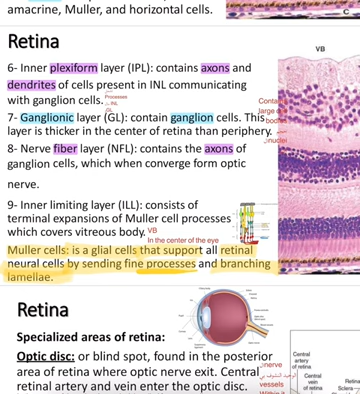 amacrine, Muller, and horizontal cells.
C
Retina
VB
6- Inner plexiform layer (IPL): contains axons and
dendrites of cells present in INL communicating
with ganglion cells. Processes
INL
GL
7- Ganglionic layer (GL): contain ganglion cells. This
layer is thicker in the center of retina than periphery.
8- Nerve fiber layer (NFL): contains the axons of
ganglion cells, which when converge form optic
nerve.
9- Inner limiting layer (ILL): consists of
terminal expansions of Muller cell processes
which covers vitreous body. VB
In the center of the eye
Muller cells: is a glial cells that support all retinal
neural cells by sending fine processes and branching
lamellae.
Retina
Specialized areas of retina:
Optic disc: or blind spot, found in the posterior
area of retina where optic nerve exit. Central
retinal artery and vein enter the optic disc.
nerve
vessels
Central
artery
of retina
Central
vein
of retina
Retina
Sclera